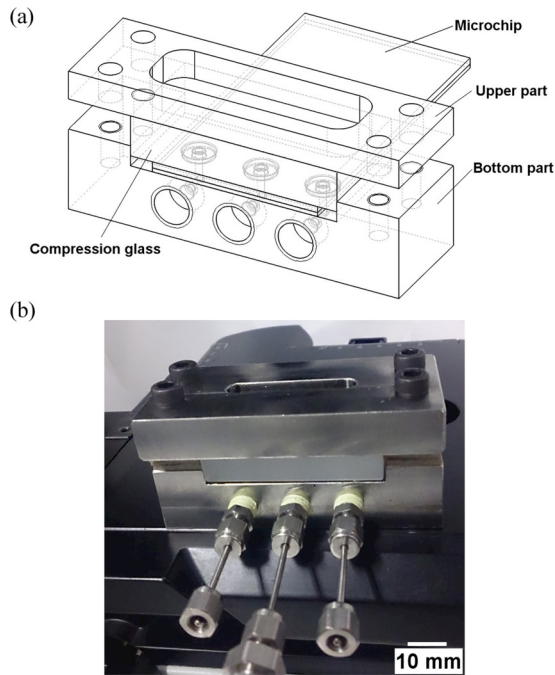 (a)
Microchip
Upper part
Bottom part
Compression glass
(b)
10 mm